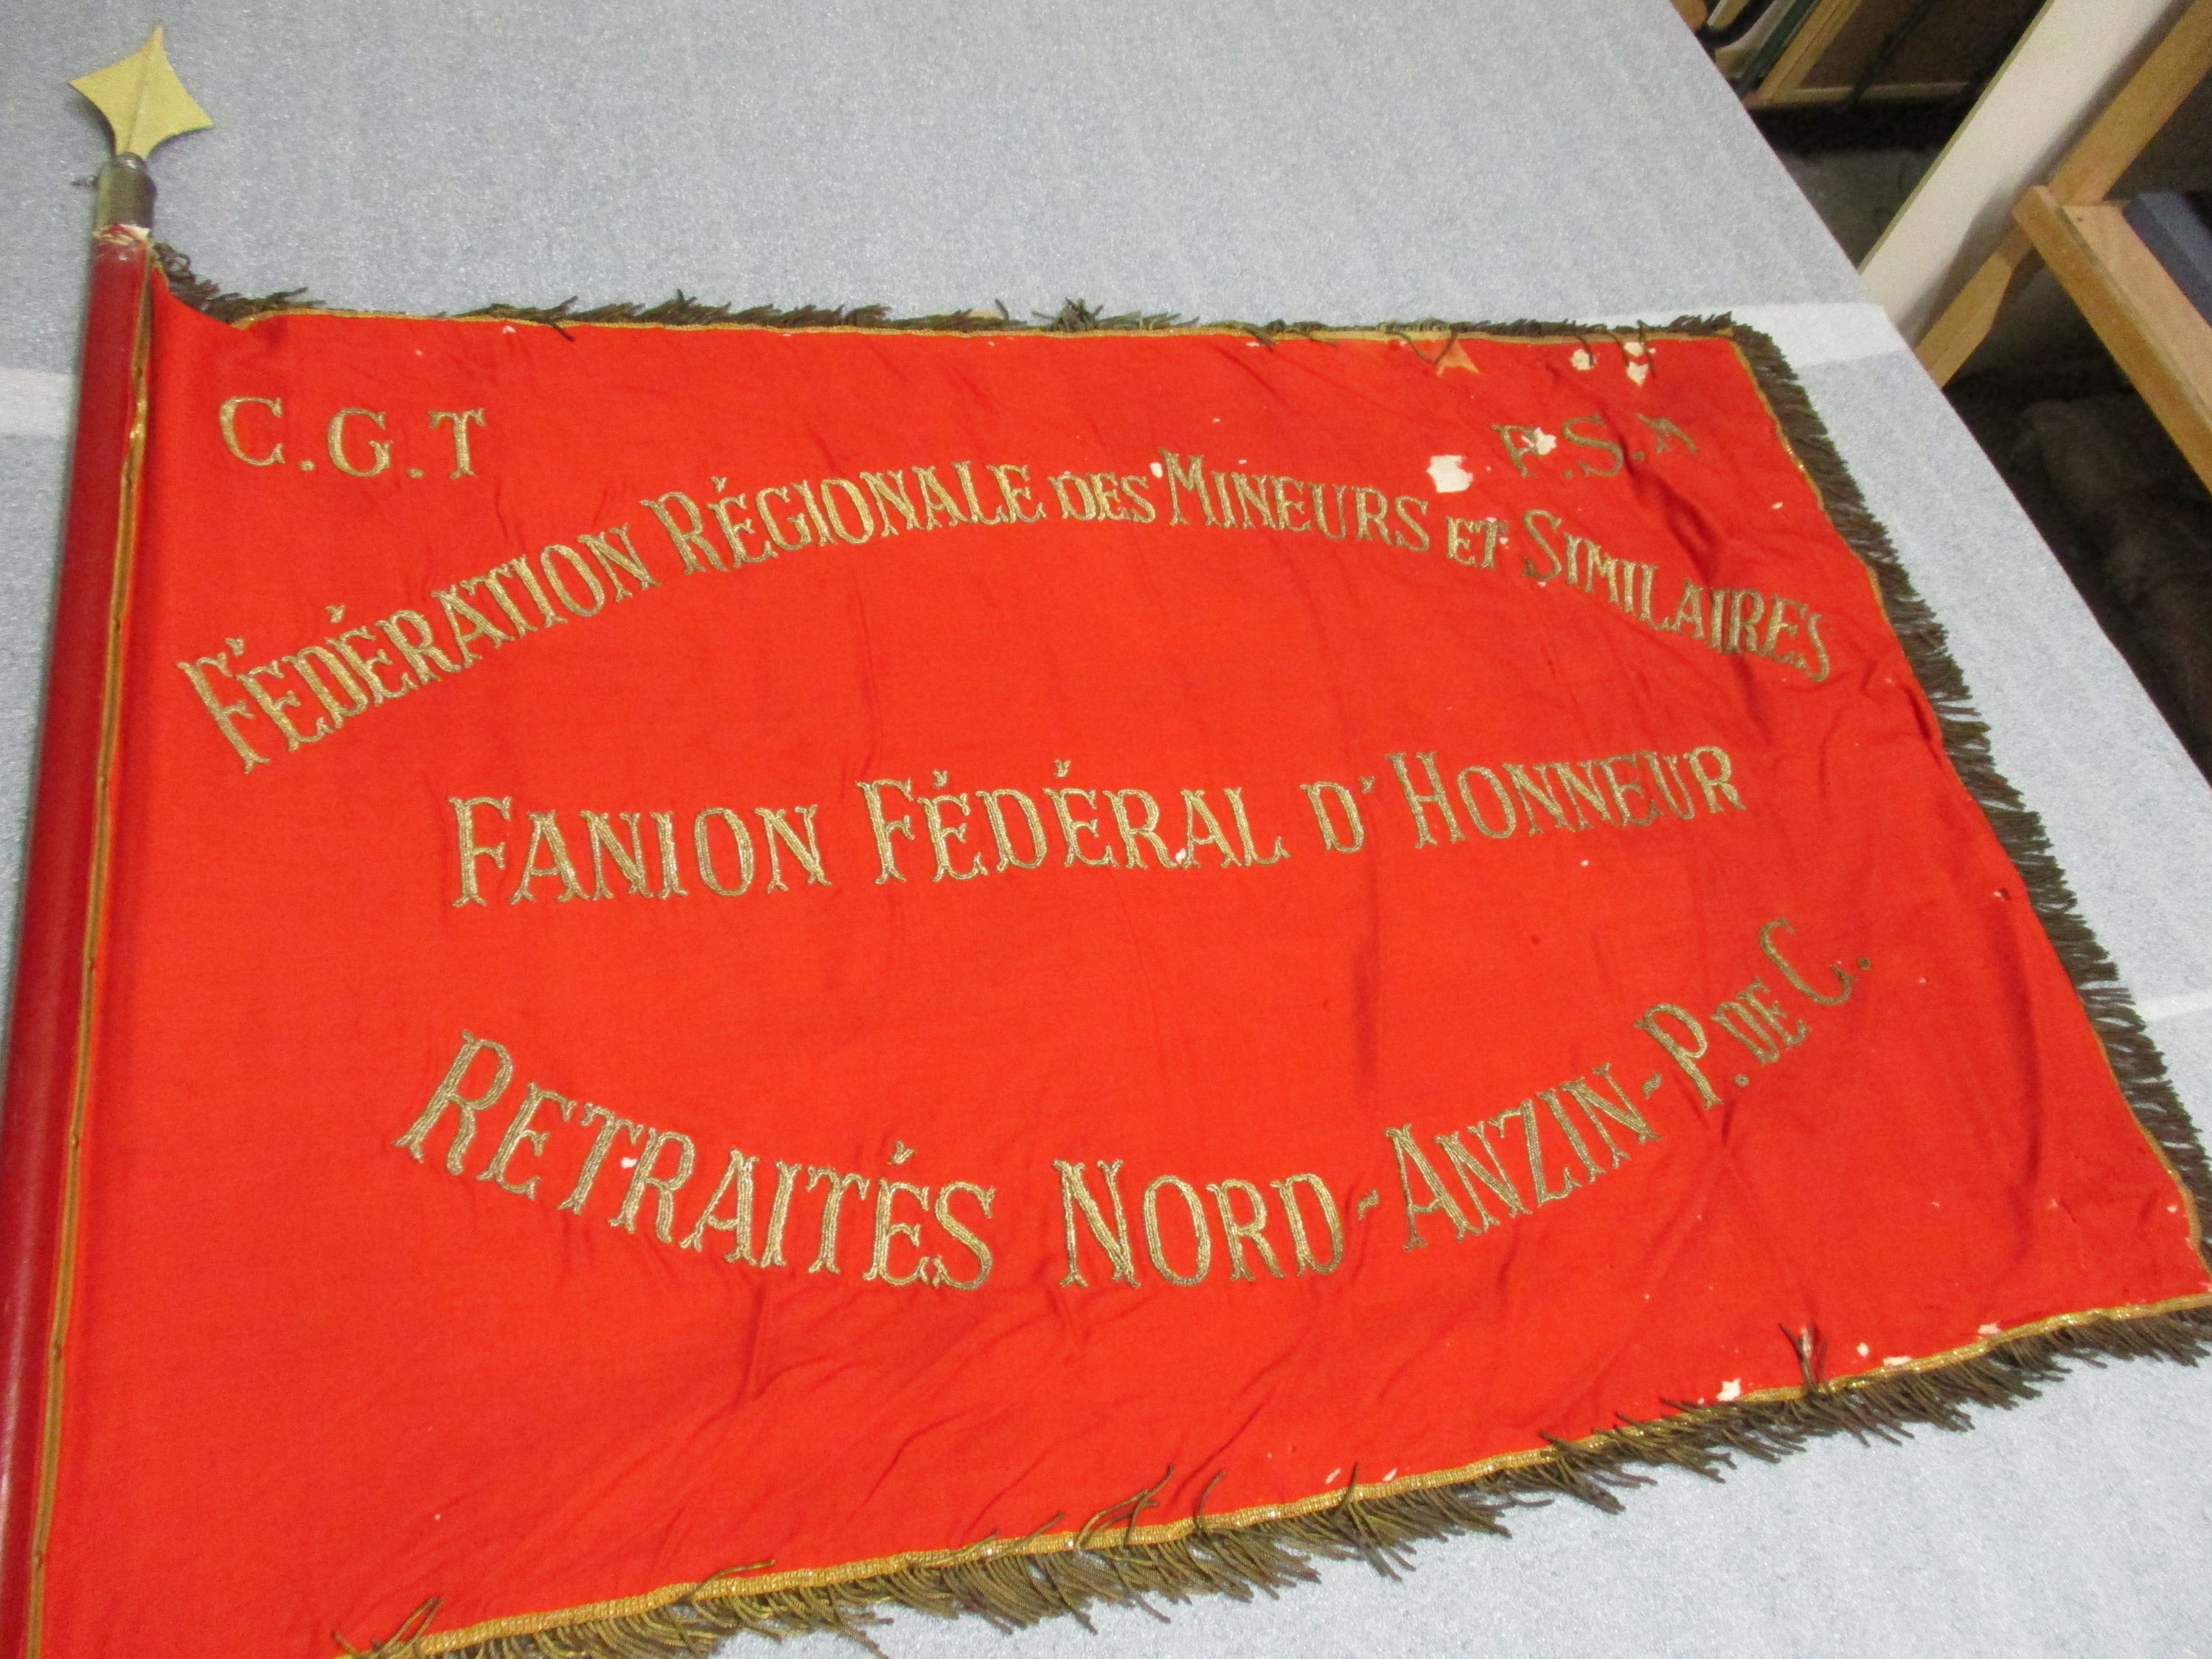 C.G.T
F.S.M
FÉDÉRATION RÉGIONALE DES MINEURS ET SIMILAIRES
FANION FÉDÉRAL D'HONNEUR
RETRAITÉS NORD-ANZIN-P.DE C.